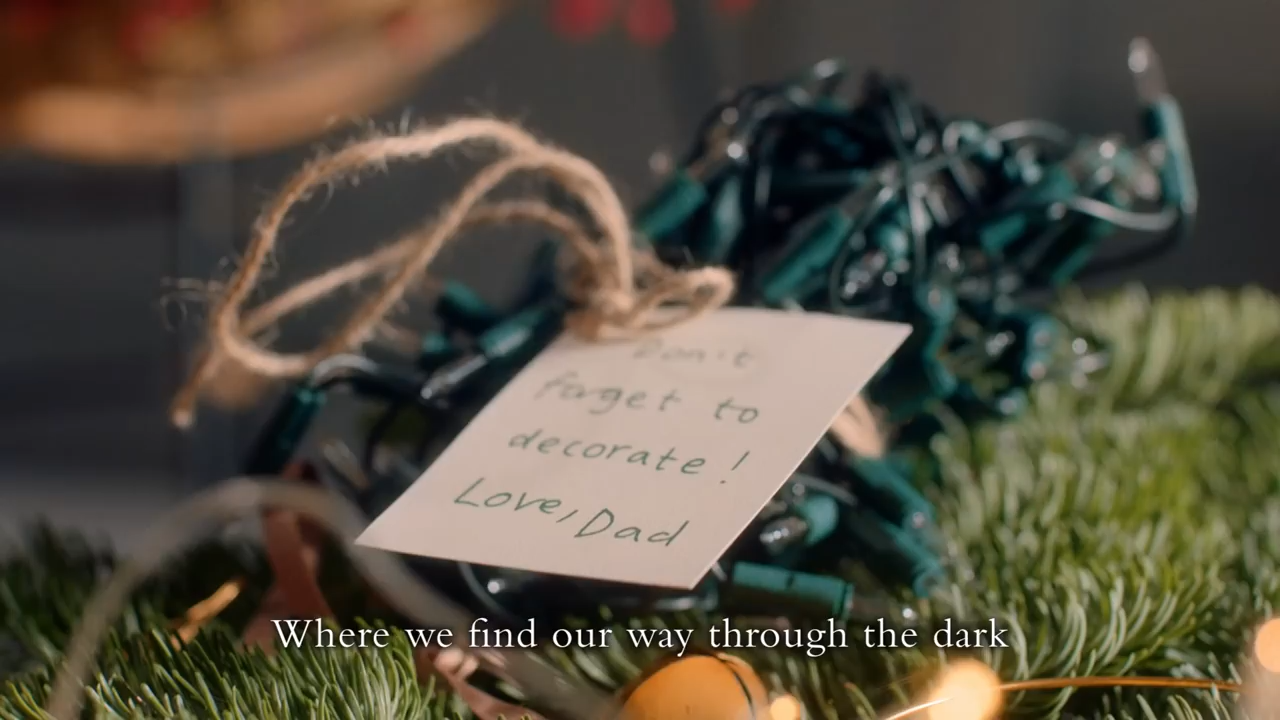 Don't
forget to
decorate!
Love, Dad
Where we find our way through the dark